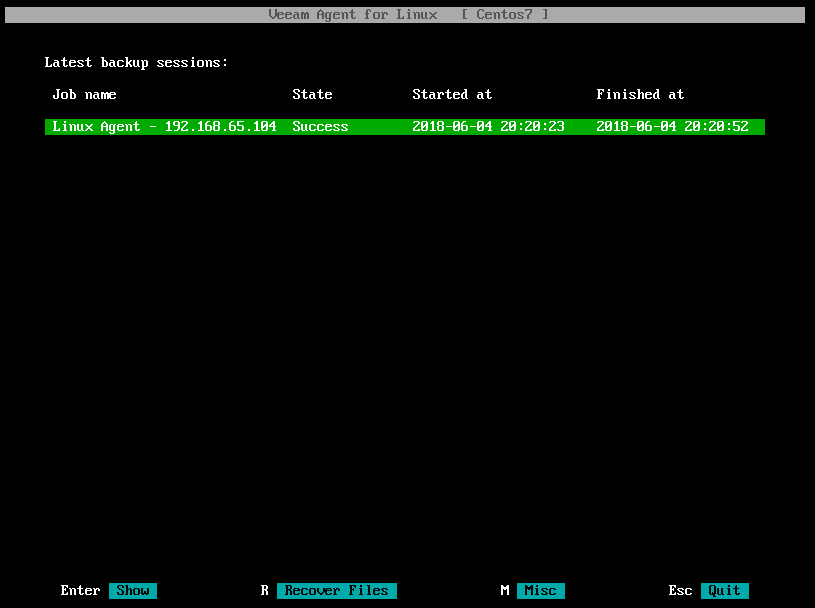 Veeam Agent for Linux [ Centos7 ]
Latest backup sessions:
Job name State Started at Finished at
Linux Agent - 192.168.65.104 Success 2018-06-04 20:20:23 2018-06-04 20:20:52
Enter Show R Recover Files M Misc Esc Quit